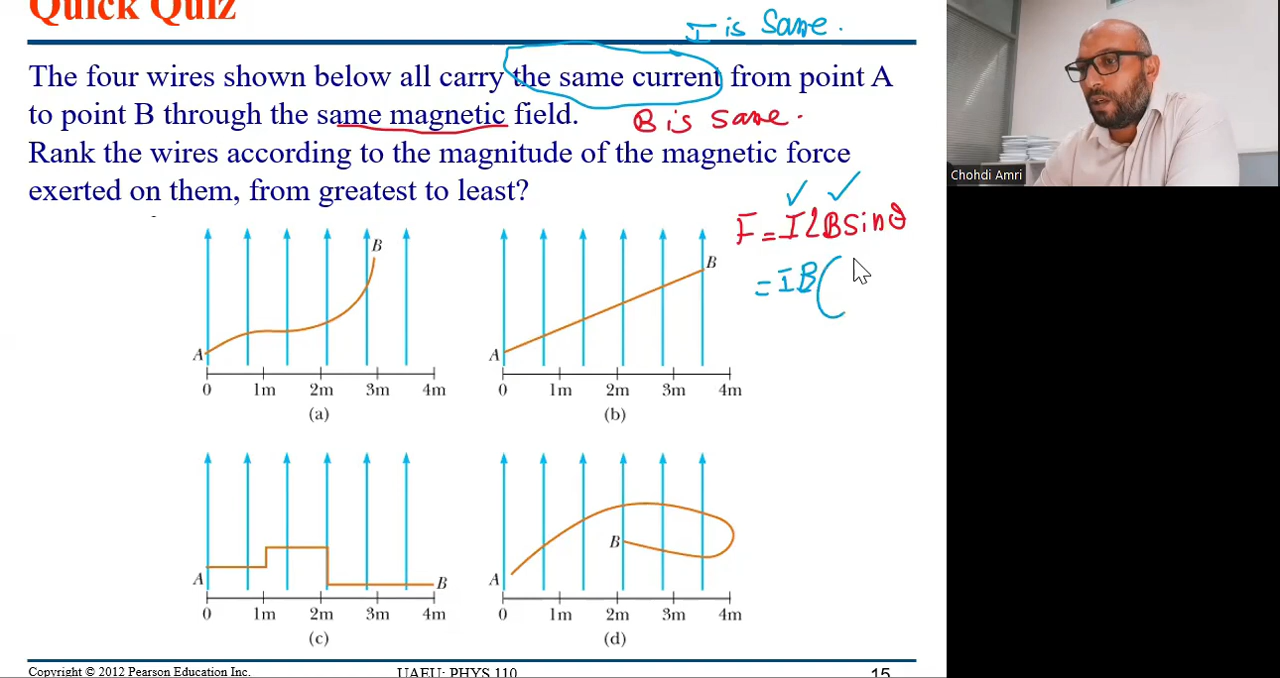 Quick Quiz
I is Same.
The four wires shown below all carry the same current from point A
to point B through the same magnetic field.
B is same.
Rank the wires according to the magnitude of the magnetic force
exerted on them, from greatest to least?
Chohdi Amri
F = ILB sin θ
= IB (
B
A
0 1m 2m 3m 4m
(a)
B
A
0 1m 2m 3m 4m
(b)
A
B
0 1m 2m 3m 4m
(c)
B
A
0 1m 2m 3m 4m
(d)
Copyright © 2012 Pearson Education Inc. UAEU: PHYS 110 15